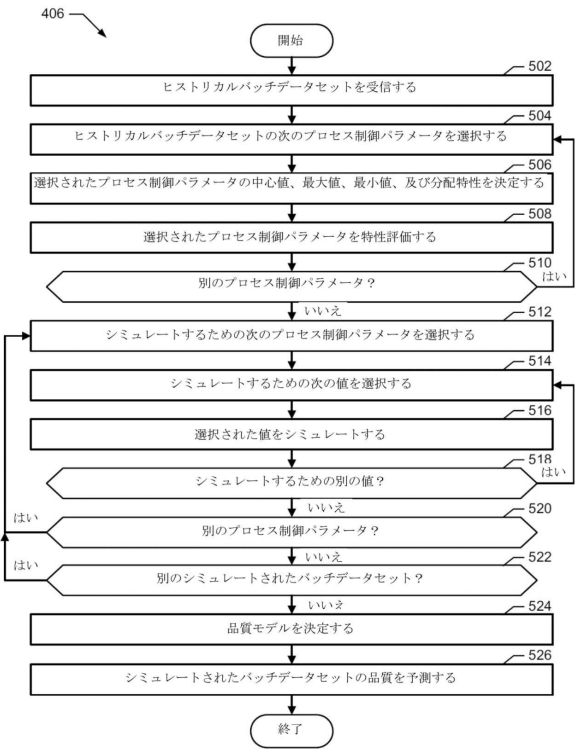 406
開始
502
ヒストリカルバッチデータセットを受信する
504
ヒストリカルバッチデータセットの次のプロセス制御パラメータを選択する
506
選択されたプロセス制御パラメータの中心値、最大値、最小値、及び分配特性を決定する
508
選択されたプロセス制御パラメータを特性評価する
510
別のプロセス制御パラメータ？
はい
いいえ
512
シミュレートするための次のプロセス制御パラメータを選択する
514
シミュレートするための次の値を選択する
516
選択された値をシミュレートする
518
シミュレートするための別の値？
はい
いいえ
520
はい
別のプロセス制御パラメータ？
いいえ
522
はい
別のシミュレートされたバッチデータセット？
いいえ
524
品質モデルを決定する
526
シミュレートされたバッチデータセットの品質を予測する
終了